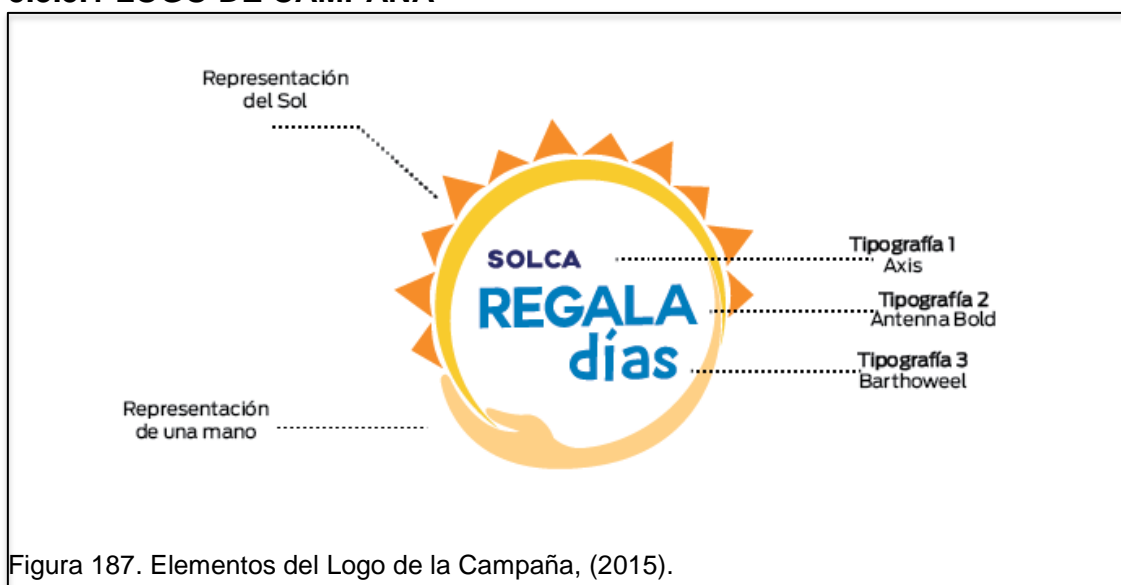 Representación
del Sol
SOLCA
REGALA
días
Tipografía 1
Axis
Tipografía 2
Antenna Bold
Tipografía 3
Barthoweel
Representación
de una mano
Figura 187. Elementos del Logo de la Campaña, (2015).